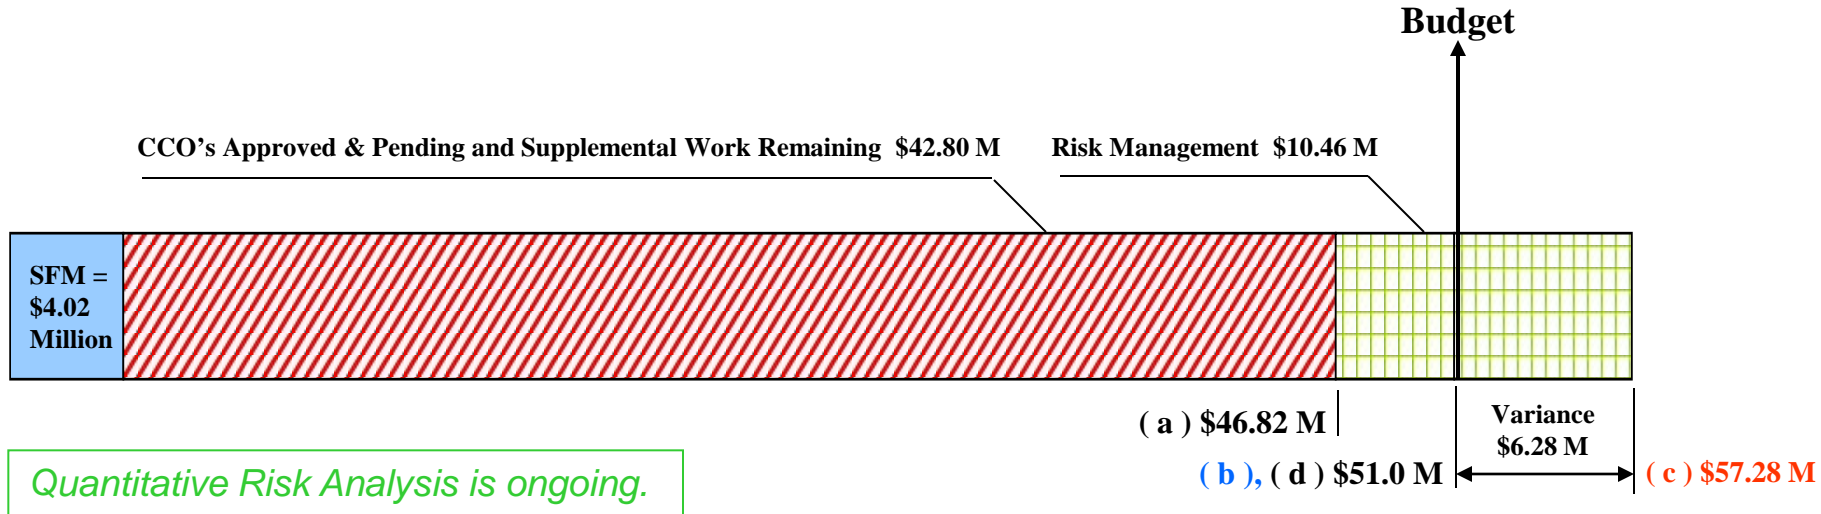 Budget
CCO’s Approved & Pending and Supplemental Work Remaining $42.80 M
Risk Management $10.46 M
SFM =
$4.02
Million
( a ) $46.82 M
Variance
$6.28 M
( b ), ( d ) $51.0 M
( c ) $57.28 M
Quantitative Risk Analysis is ongoing.